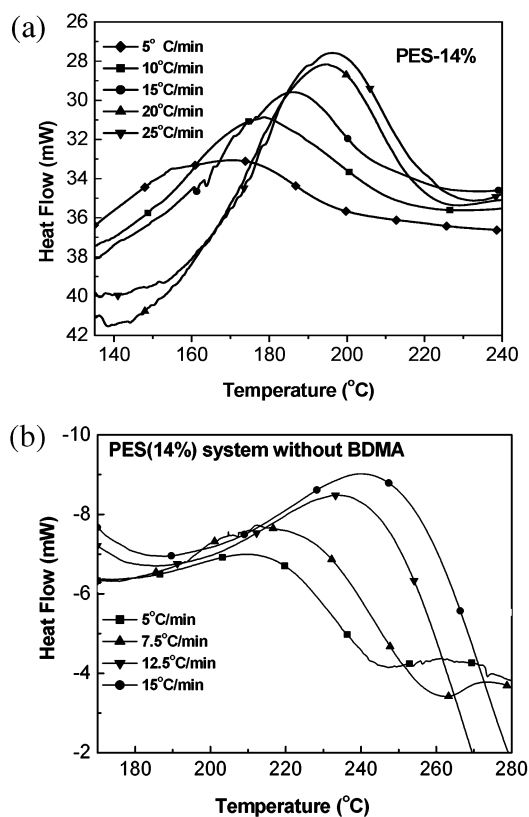 (a)
PES-14%
5° C/min
10°C/min
15°C/min
20°C/min
25°C/min
26
28
30
32
34
36
38
40
42
Heat Flow (mW)
140 160 180 200 220 240
Temperature (°C)
(b)
PES(14%) system without BDMA
-10
-8
-6
-4
-2
Heat Flow (mW)
5°C/min
7.5°C/min
12.5°C/min
15°C/min
180 200 220 240 260 280
Temperature (°C)